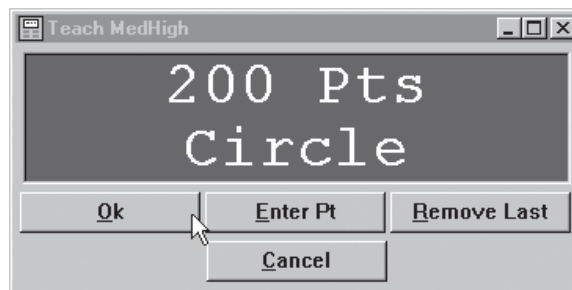 Teach MedHigh
200 Pts
Circle
Ok Enter Pt Remove Last
Cancel